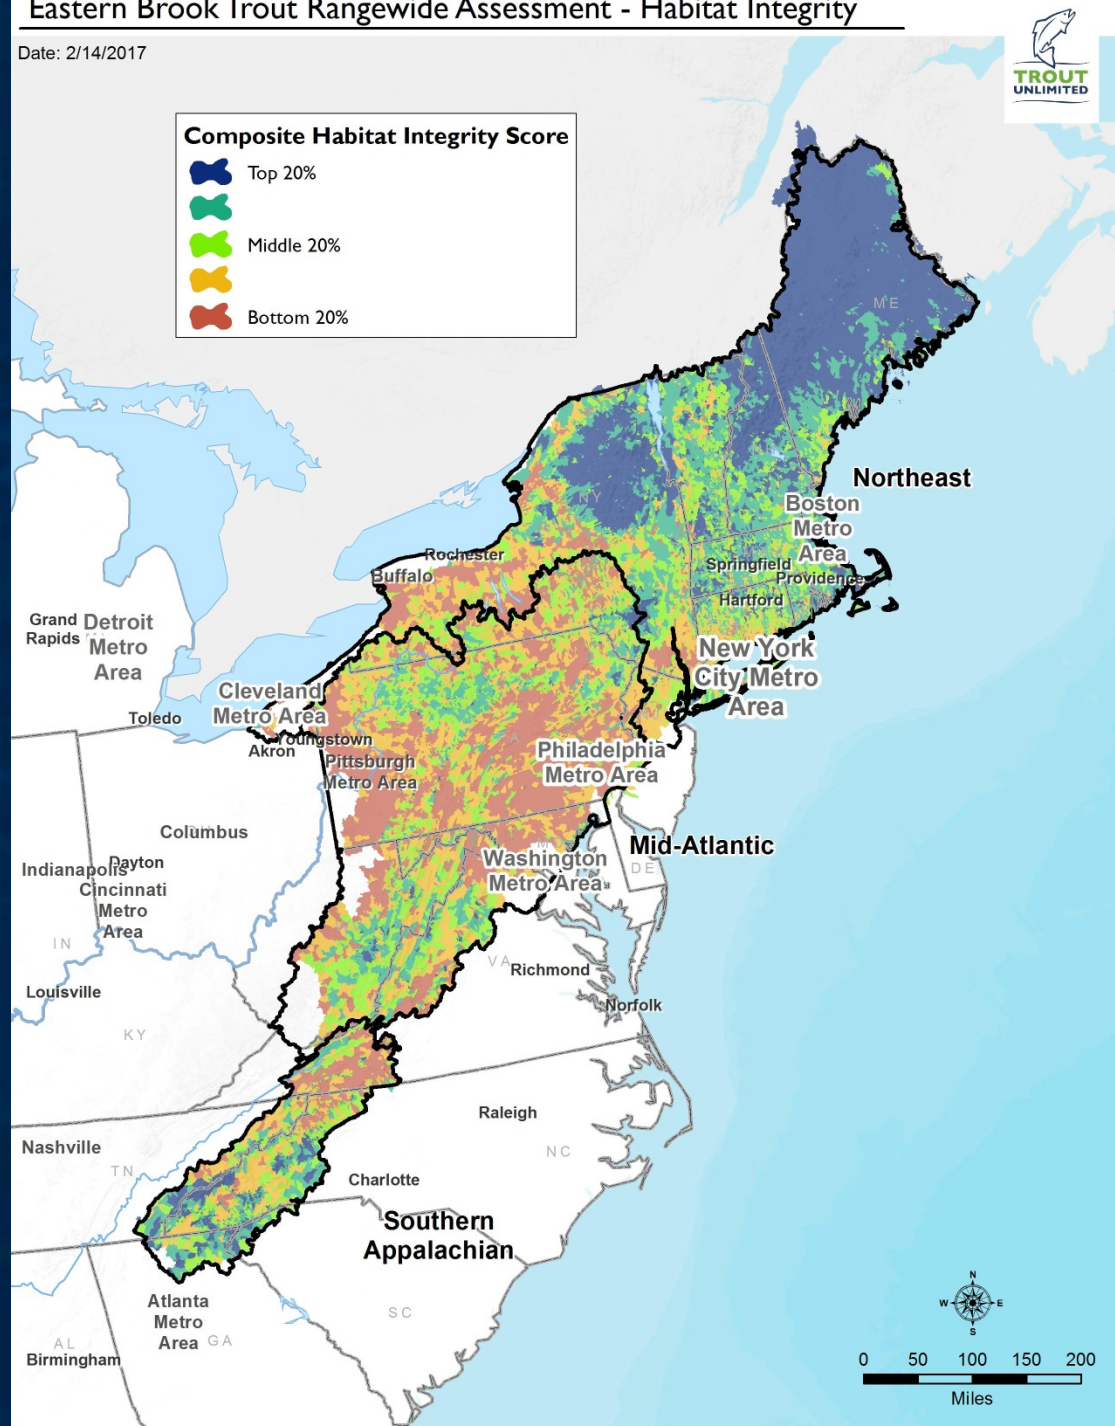 Eastern Brook Trout Rangewide Assessment - Habitat Integrity
Date: 2/14/2017
TROUT
UNLIMITED
Composite Habitat Integrity Score
Top 20%
Middle 20%
Bottom 20%
ME
Northeast
NY
Boston
Metro
Area
Rochester
Springfield
Buffalo
Providence
Hartford
Grand
Rapids
Detroit
Metro
Area
New York
City Metro
Area
Cleveland
Metro Area
Toledo
Youngstown
Akron
Pittsburgh
Metro Area
Philadelphia
Metro Area
Columbus
Mid-Atlantic
Washington
Metro Area
DE
Indianapolis
Dayton
Cincinnati
Metro
Area
IN
VA
Richmond
Louisville
Norfolk
KY
Raleigh
Nashville
NC
TN
Charlotte
Southern
Appalachian
Atlanta
Metro
Area
GA
SC
AL
Birmingham
N
W
E
S
0 50 100 150 200
Miles